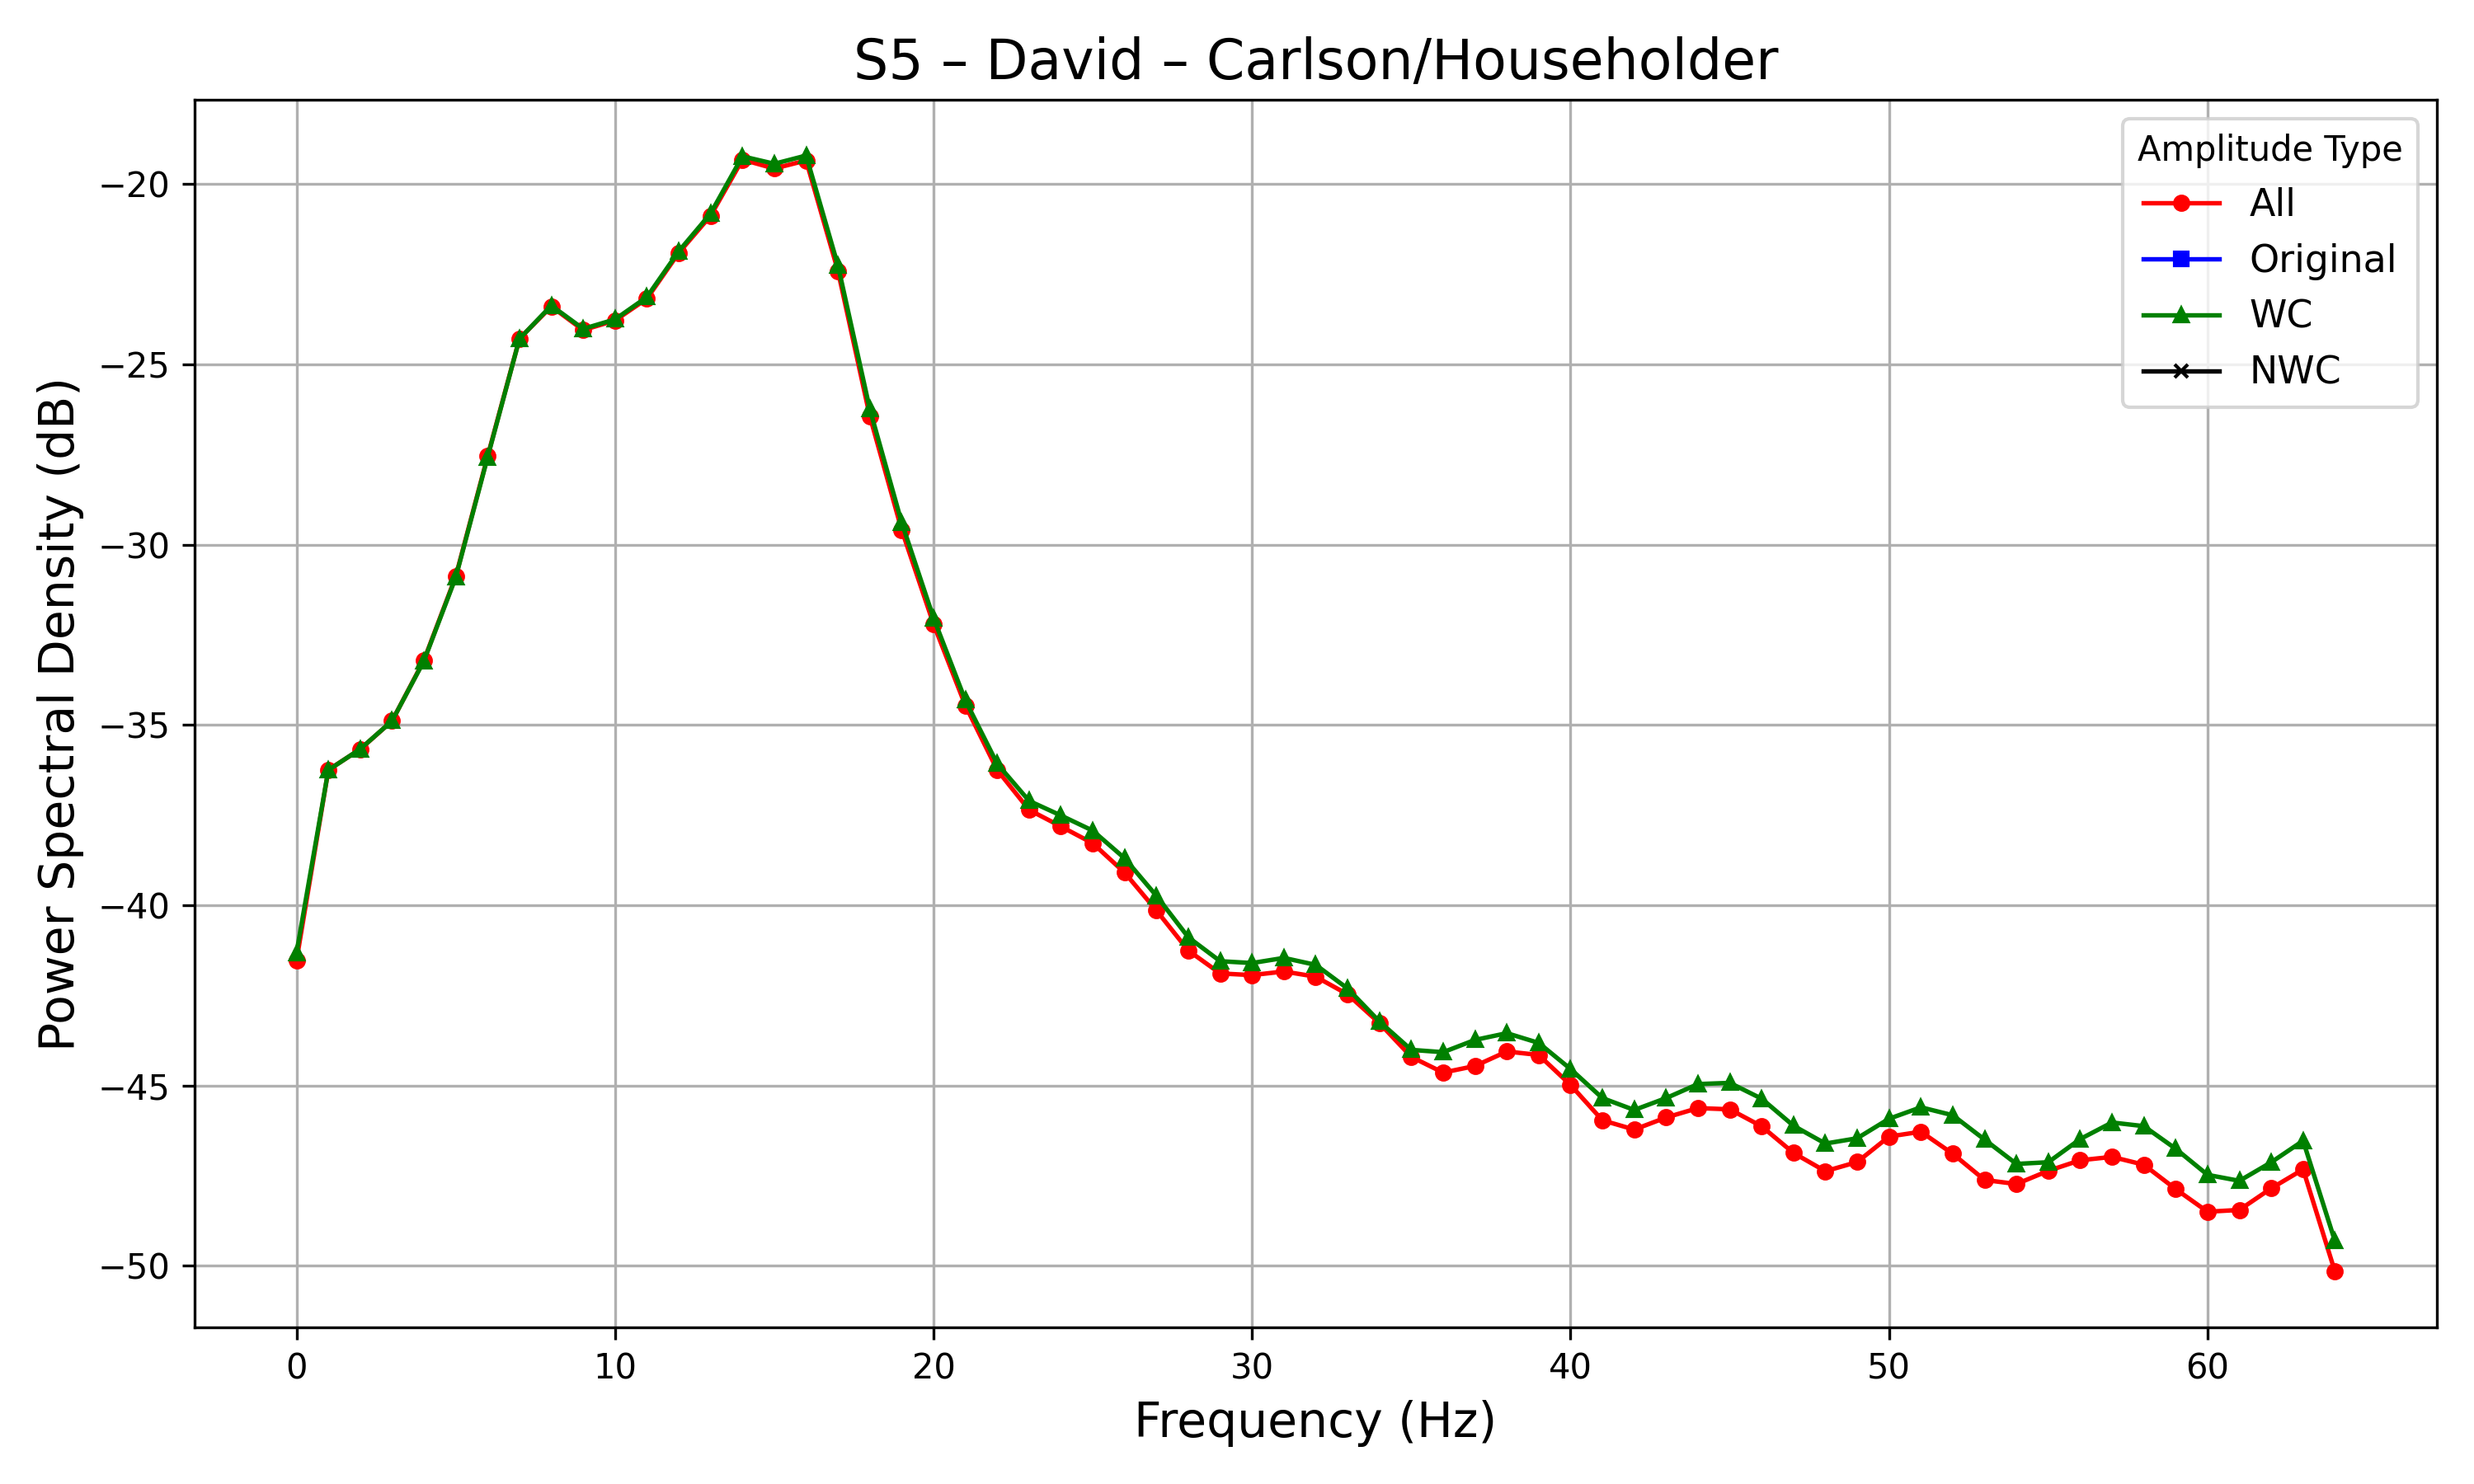 S5 – David – Carlson/Householder
Amplitude Type
All
Original
WC
NWC
Power Spectral Density (dB)
−20
−25
−30
−35
−40
−45
−50
0 10 20 30 40 50 60
Frequency (Hz)